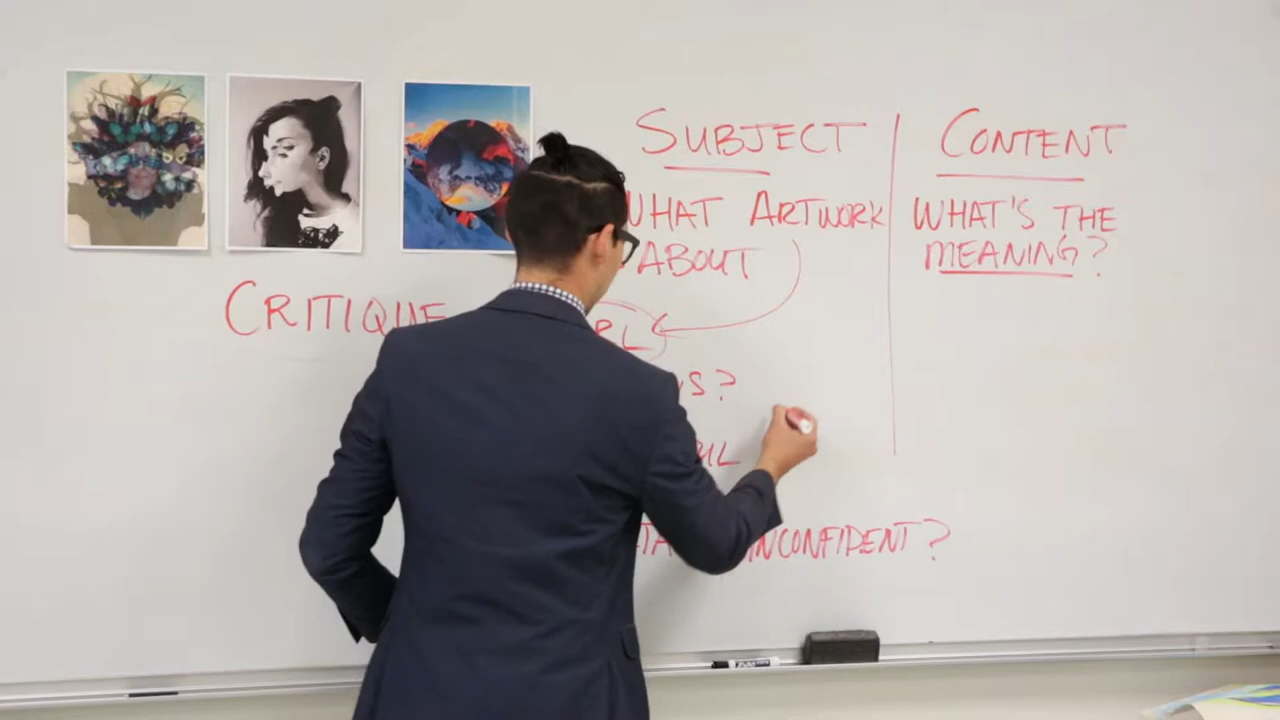 SUBJECT
WHAT ARTWORK
ABOUT
CONTENT
WHAT'S THE
MEANING?
CRITIQUE
INCONFIDENT?